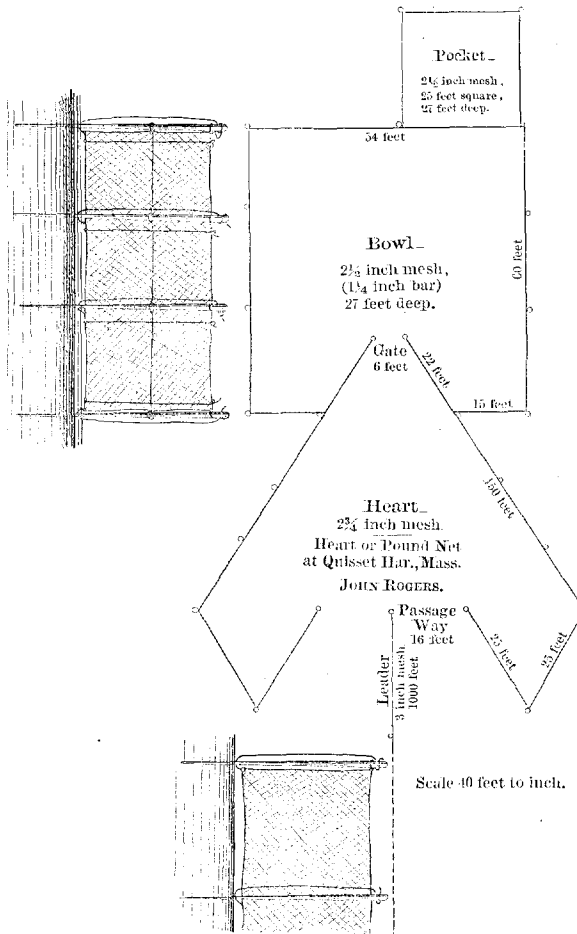 Pocket_
2½ inch mesh,
25 feet square,
27 feet deep.
54 feet
Bowl_
2½ inch mesh,
(1¼ inch bar)
27 feet deep.
60 feet
Gate
6 feet
22 feet
15 feet
150 feet
Heart_
2¾ inch mesh.
Heart or Pound Net
at Quisset Har., Mass.
JOHN ROGERS.
Passage
Way
16 feet
25 feet
25 feet
Leader
3 inch mesh
1000 feet
Scale 40 feet to inch.